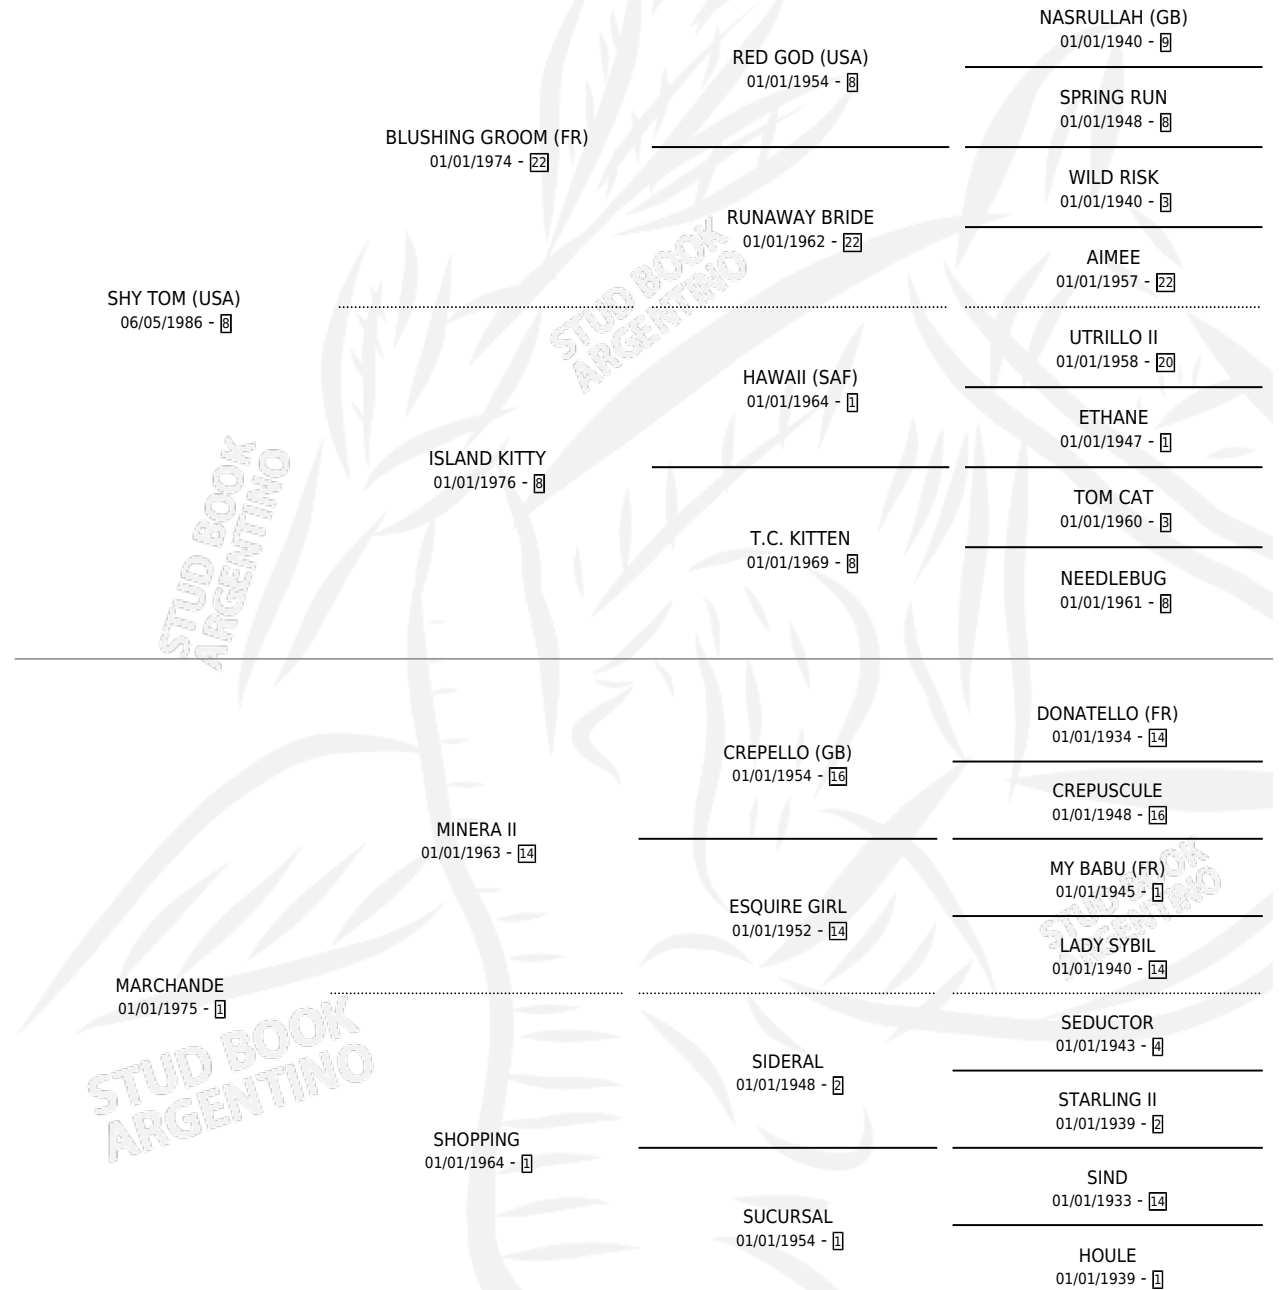 NASRULLAH (GB)
01/01/1940 - 9
RED GOD (USA)
01/01/1954 - 8
SPRING RUN
01/01/1948 - 8
BLUSHING GROOM (FR)
01/01/1974 - 22
WILD RISK
01/01/1940 - 3
RUNAWAY BRIDE
01/01/1962 - 22
AIMEE
01/01/1957 - 22
SHY TOM (USA)
06/05/1986 - 8
STUD BOOK
ARGENTINO
UTRILLO II
01/01/1958 - 20
HAWAII (SAF)
01/01/1964 - 1
ETHANE
01/01/1947 - 1
ISLAND KITTY
01/01/1976 - 8
TOM CAT
01/01/1960 - 3
T.C. KITTEN
01/01/1969 - 8
NEEDLEBUG
01/01/1961 - 8
STUD BOOK
ARGENTINO
DONATELLO (FR)
01/01/1934 - 14
CREPELLO (GB)
01/01/1954 - 16
CREPUSCULE
01/01/1948 - 16
MINERA II
01/01/1963 - 14
MY BABU (FR)
01/01/1945 - 1
ESQUIRE GIRL
01/01/1952 - 14
STUD BOOK
ARGENTINO
LADY SYBIL
01/01/1940 - 14
MARCHANDE
01/01/1975 - 1
SEDUCTOR
01/01/1943 - 4
SIDERAL
01/01/1948 - 2
STARLING II
01/01/1939 - 2
STUD BOOK
ARGENTINO
SHOPPING
01/01/1964 - 1
SIND
01/01/1933 - 14
SUCURSAL
01/01/1954 - 1
HOULE
01/01/1939 - 1